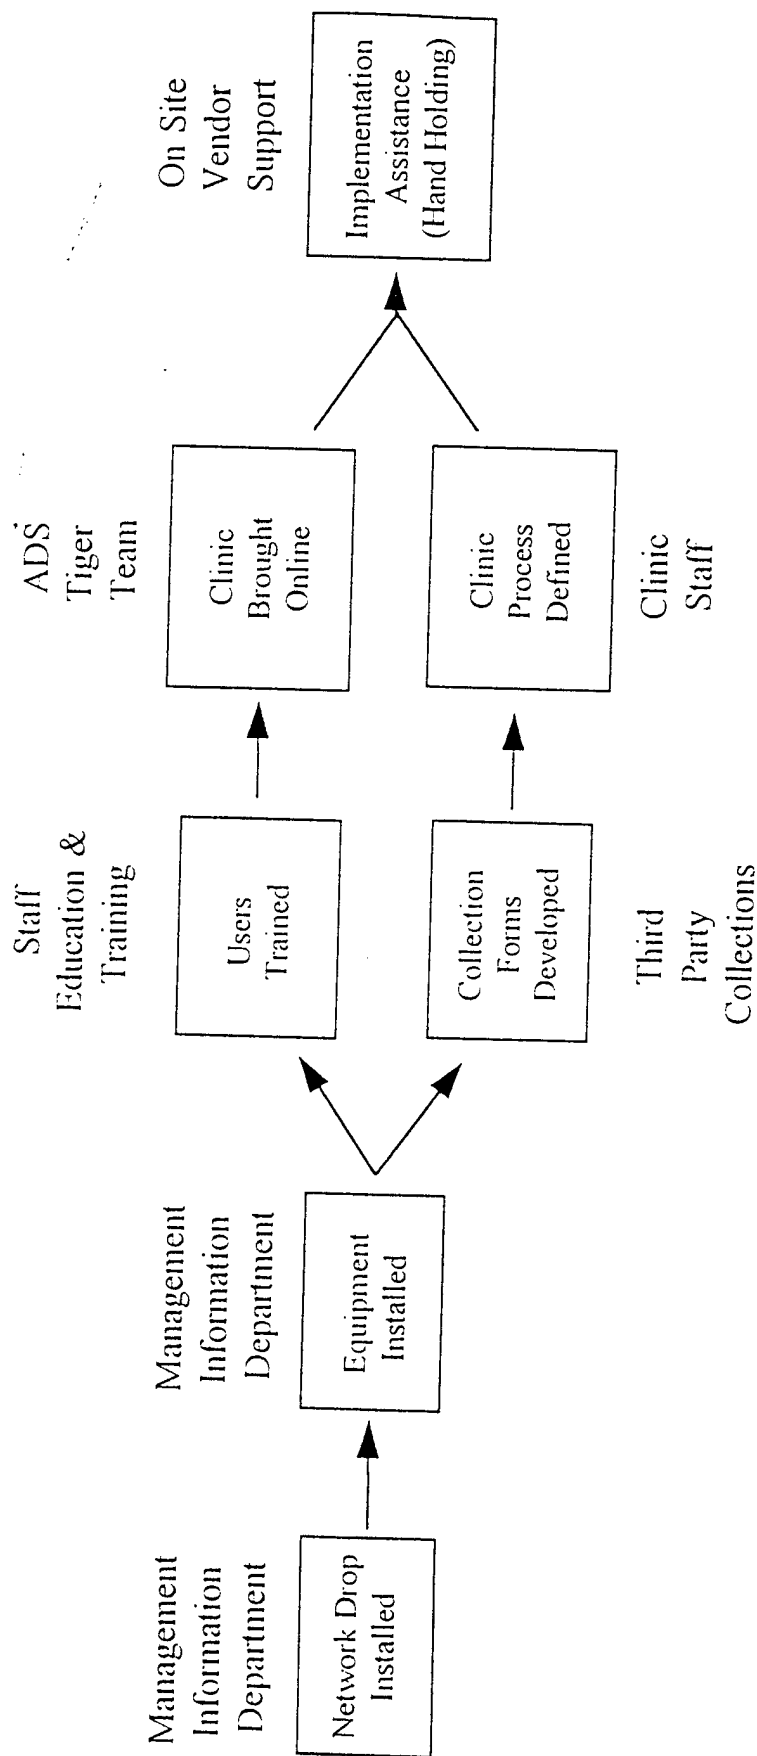 Management
Information
Department
Network Drop
Installed
Management
Information
Department
Equipment
Installed
Staff
Education &
Training
Users
Trained
Collection
Forms
Developed
Third
Party
Collections
ADS
Tiger
Team
Clinic
Brought
Online
Clinic
Process
Defined
Clinic
Staff
On Site
Vendor
Support
Implementation
Assistance
(Hand Holding)